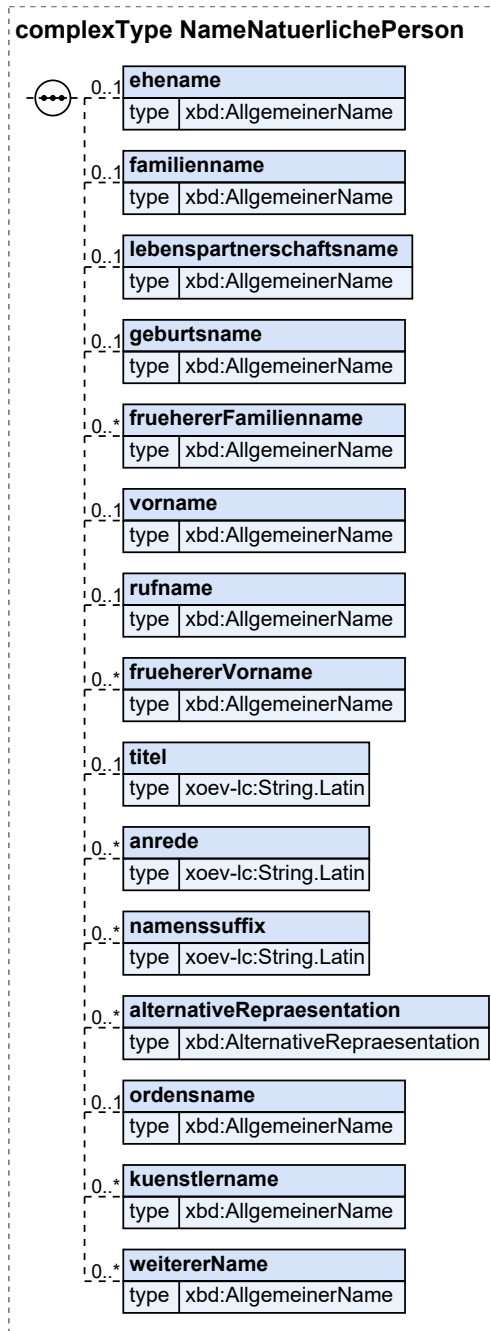 complexType NameNatuerlichePerson
0..1 ehename
type xbd:AllgemeinerName
0..1 familienname
type xbd:AllgemeinerName
0..1 lebenspartnerschaftsname
type xbd:AllgemeinerName
0..1 geburtsname
type xbd:AllgemeinerName
0..* fruehererFamilienname
type xbd:AllgemeinerName
0..1 vorname
type xbd:AllgemeinerName
0..1 rufname
type xbd:AllgemeinerName
0..* fruehererVorname
type xbd:AllgemeinerName
0..1 titel
type xoev-lc:String.Latin
0..* anrede
type xoev-lc:String.Latin
0..* namenssuffix
type xoev-lc:String.Latin
0..* alternativeRepraesentation
type xbd:AlternativeRepraesentation
0..1 ordensname
type xbd:AllgemeinerName
0..* kuenstlername
type xbd:AllgemeinerName
0..* weitererName
type xbd:AllgemeinerName